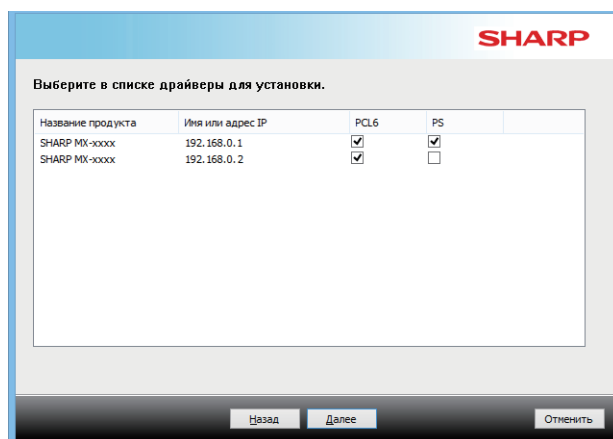 SHARP
Выберите в списке драйверы для установки.
Название продукта Имя или адрес IP PCL6 PS
SHARP MX-xxxx 192.168.0.1
SHARP MX-xxxx 192.168.0.2
Назад Далее Отменить